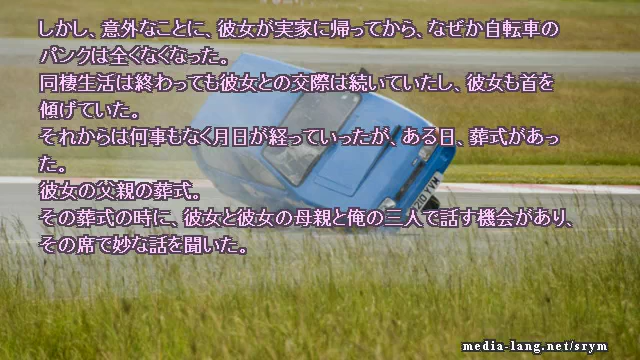 しかし、意外なことに、彼女が実家に帰ってから、なぜか自転車の
パンクは全くなくなった。
同棲生活は終わっても彼女との交際は続いていたし、彼女も首を
傾げていた。
それからは何事もなく月日が経っていったが、ある日、葬式があっ
た。
彼女の父親の葬式。
その葬式の時に、彼女と彼女の母親と俺の三人で話す機会があり、
その席で妙な話を聞いた。
media-lang.net/srym